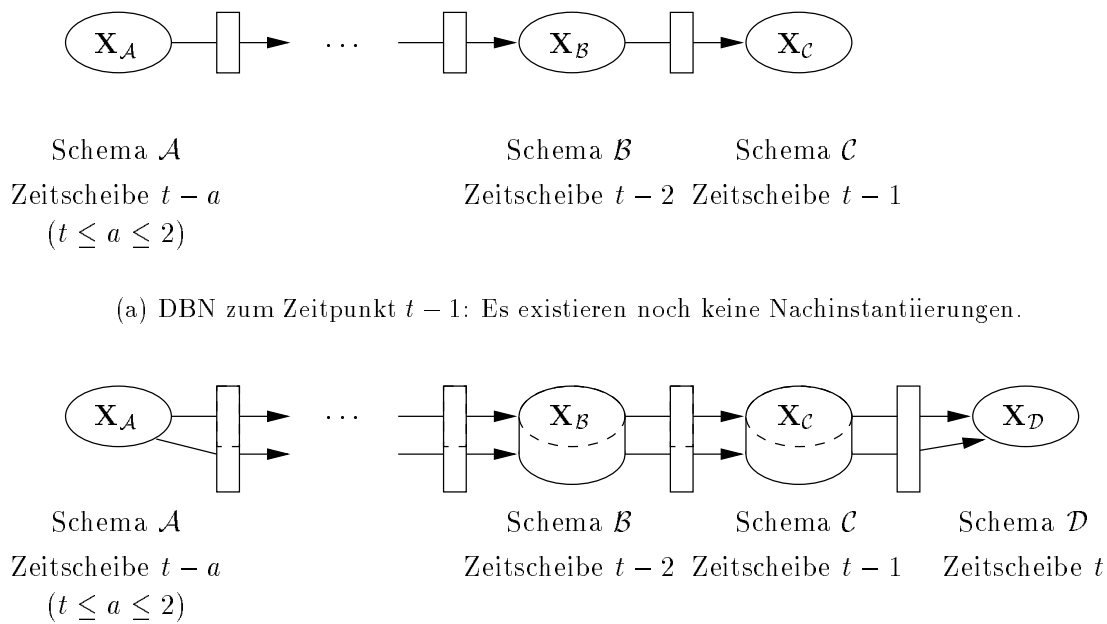 X_𝒜 ... X_ℬ X_𝒞
Schema 𝒜 Schema ℬ Schema 𝒞
Zeitscheibe t − a Zeitscheibe t − 2 Zeitscheibe t − 1
(t ≤ a ≤ 2)
(a) DBN zum Zeitpunkt t − 1: Es existieren noch keine Nachinstantiierungen.
X_𝒜 ... X_ℬ X_𝒞 X_𝒟
Schema 𝒜 Schema ℬ Schema 𝒞 Schema 𝒟
Zeitscheibe t − a Zeitscheibe t − 2 Zeitscheibe t − 1 Zeitscheibe t
(t ≤ a ≤ 2)